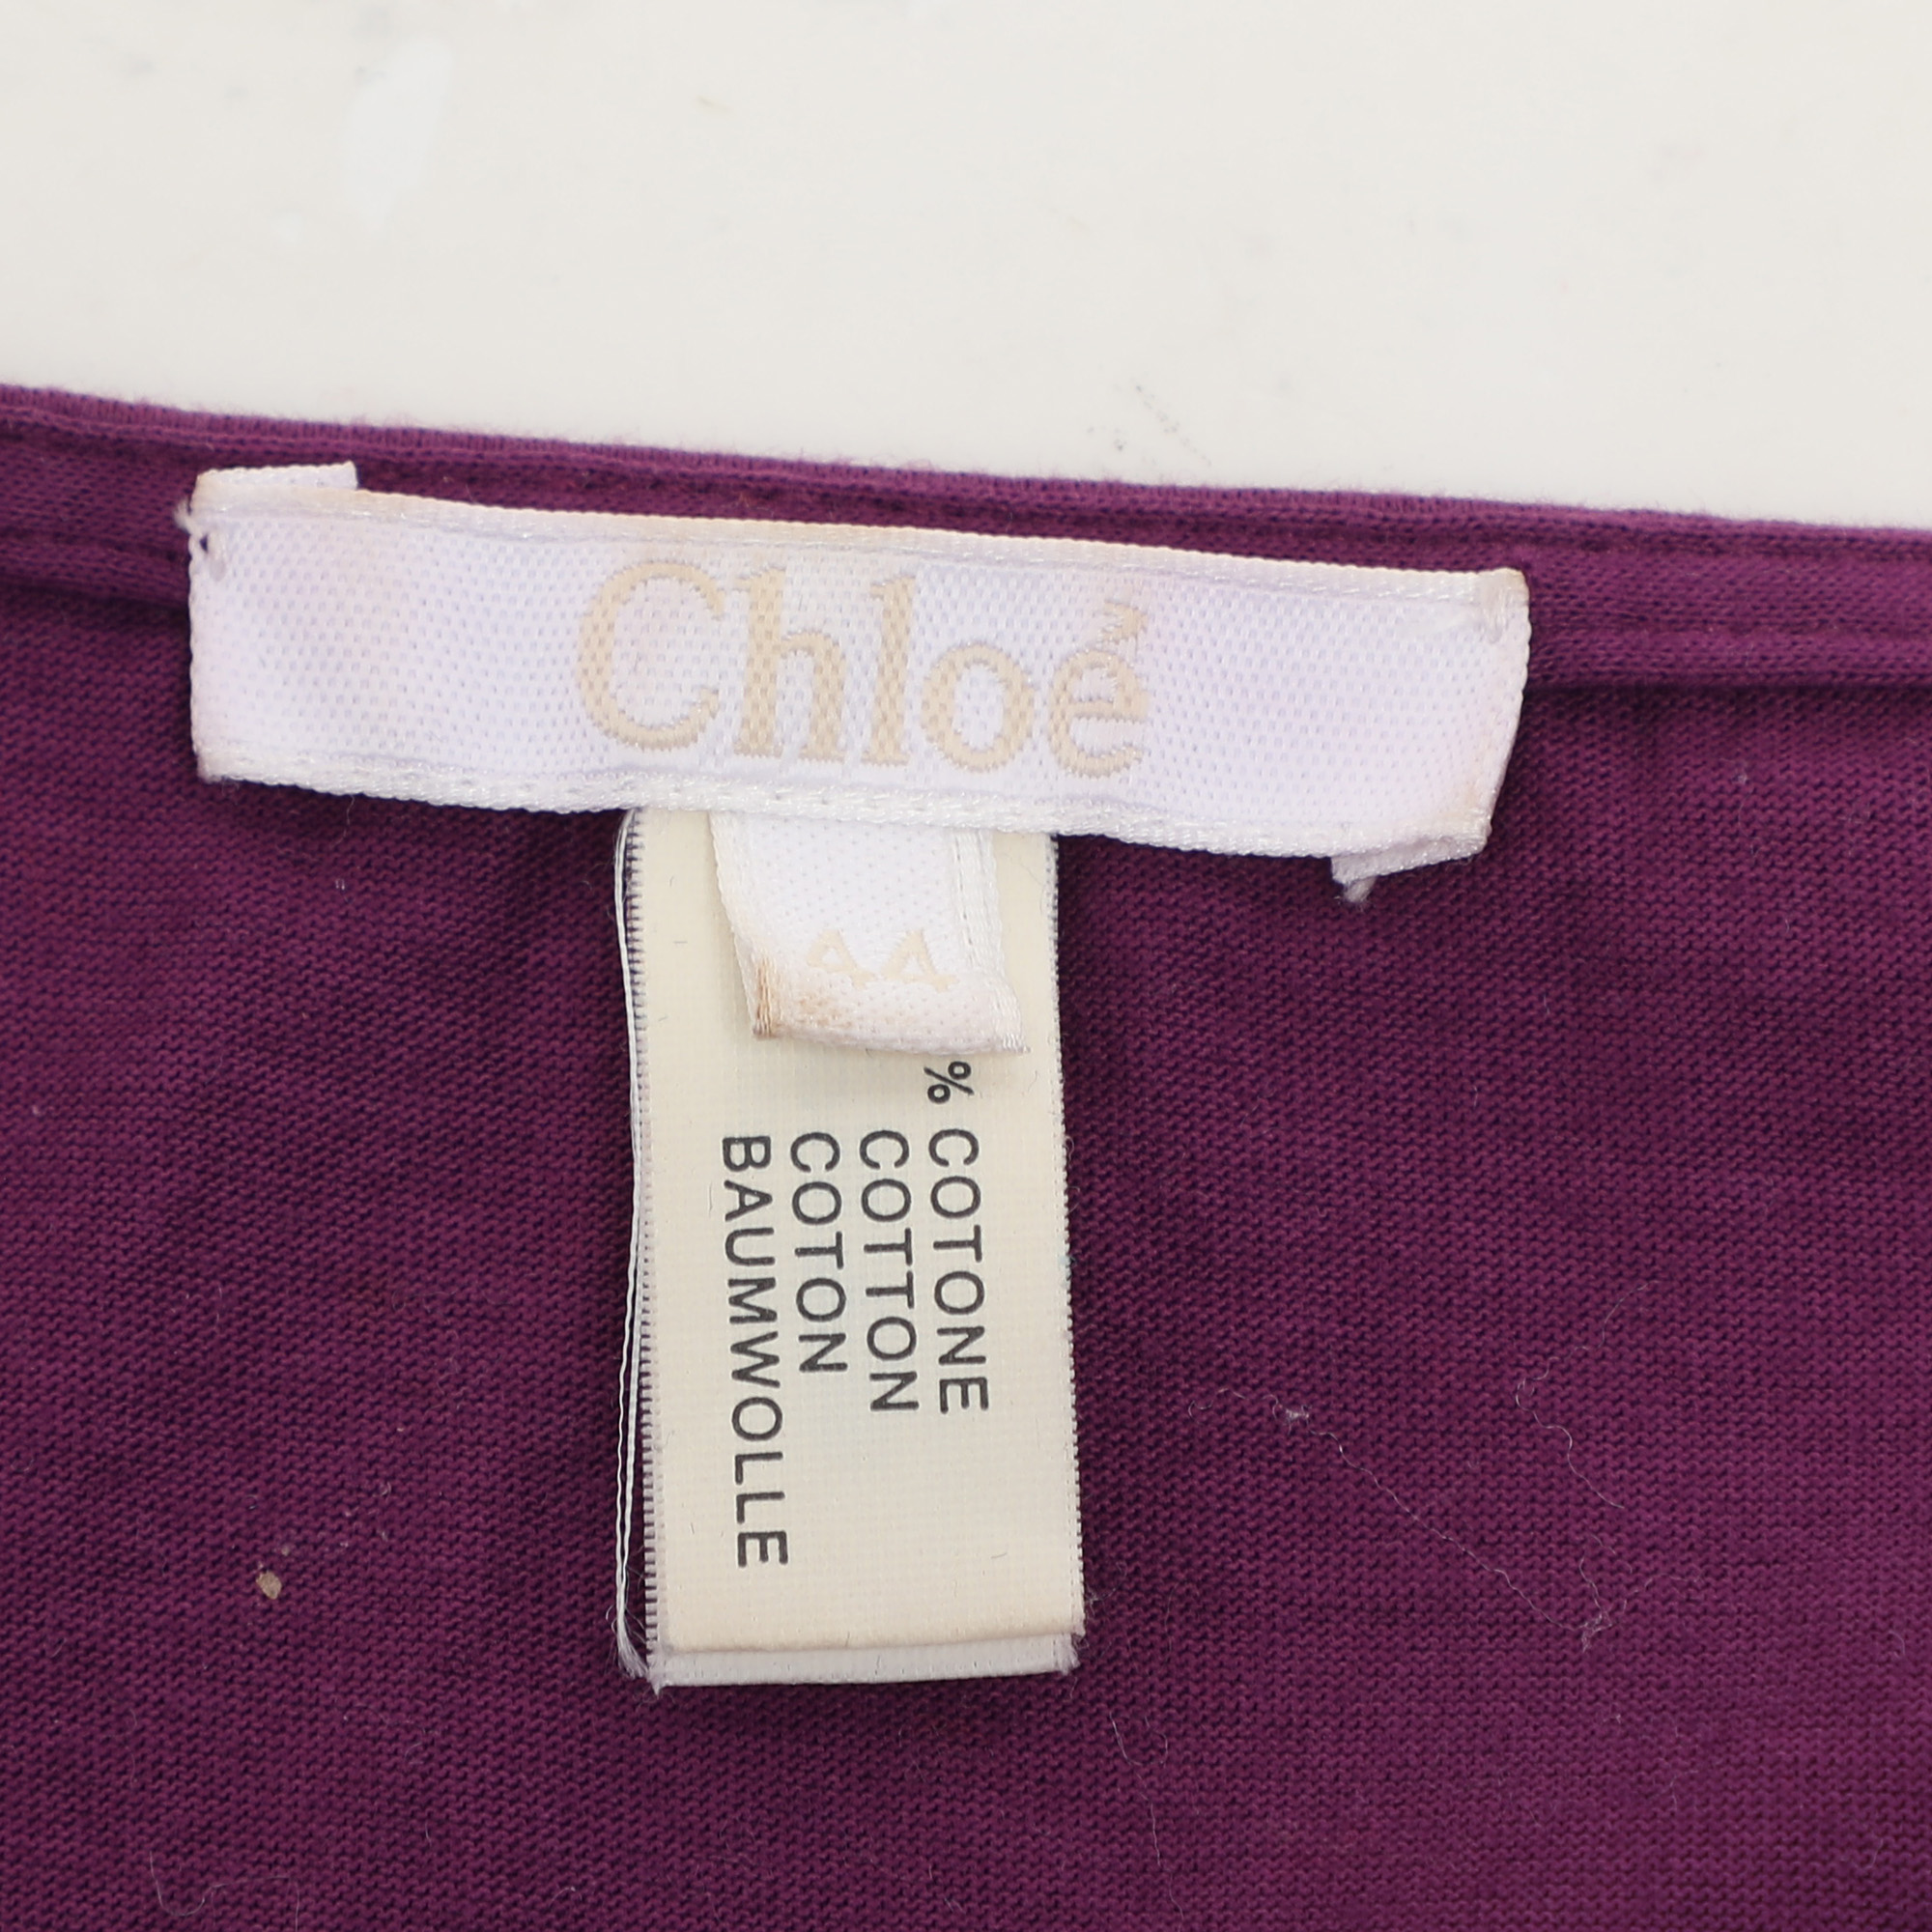 Chloé
44
% COTONE
COTTON
COTON
BAUMWOLLE